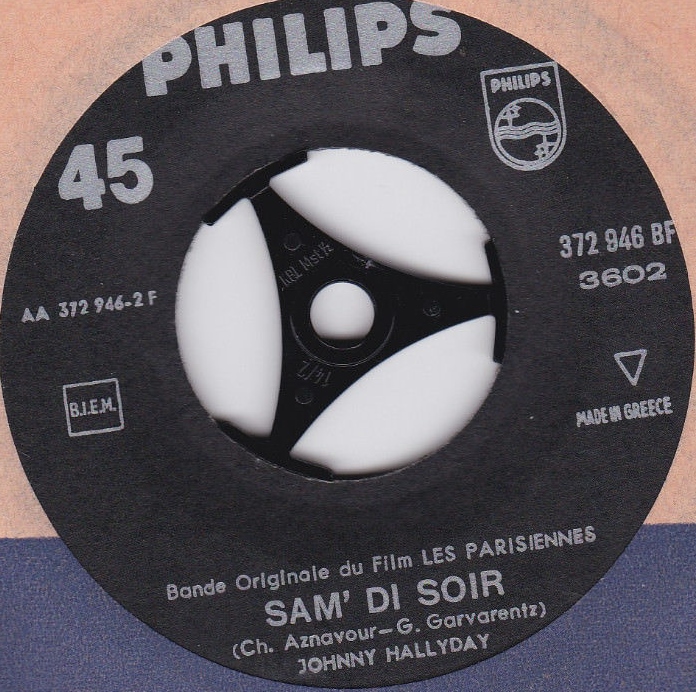 PHILIPS
PHILIPS
45
372 946 BF
3602
AA 372 946-2 F
B.I.E.M.
MADE IN GREECE
Bande Originale du Film LES PARISIENNES
SAM' DI SOIR
(Ch. Aznavour–G. Garvarentz)
JOHNNY HALLYDAY